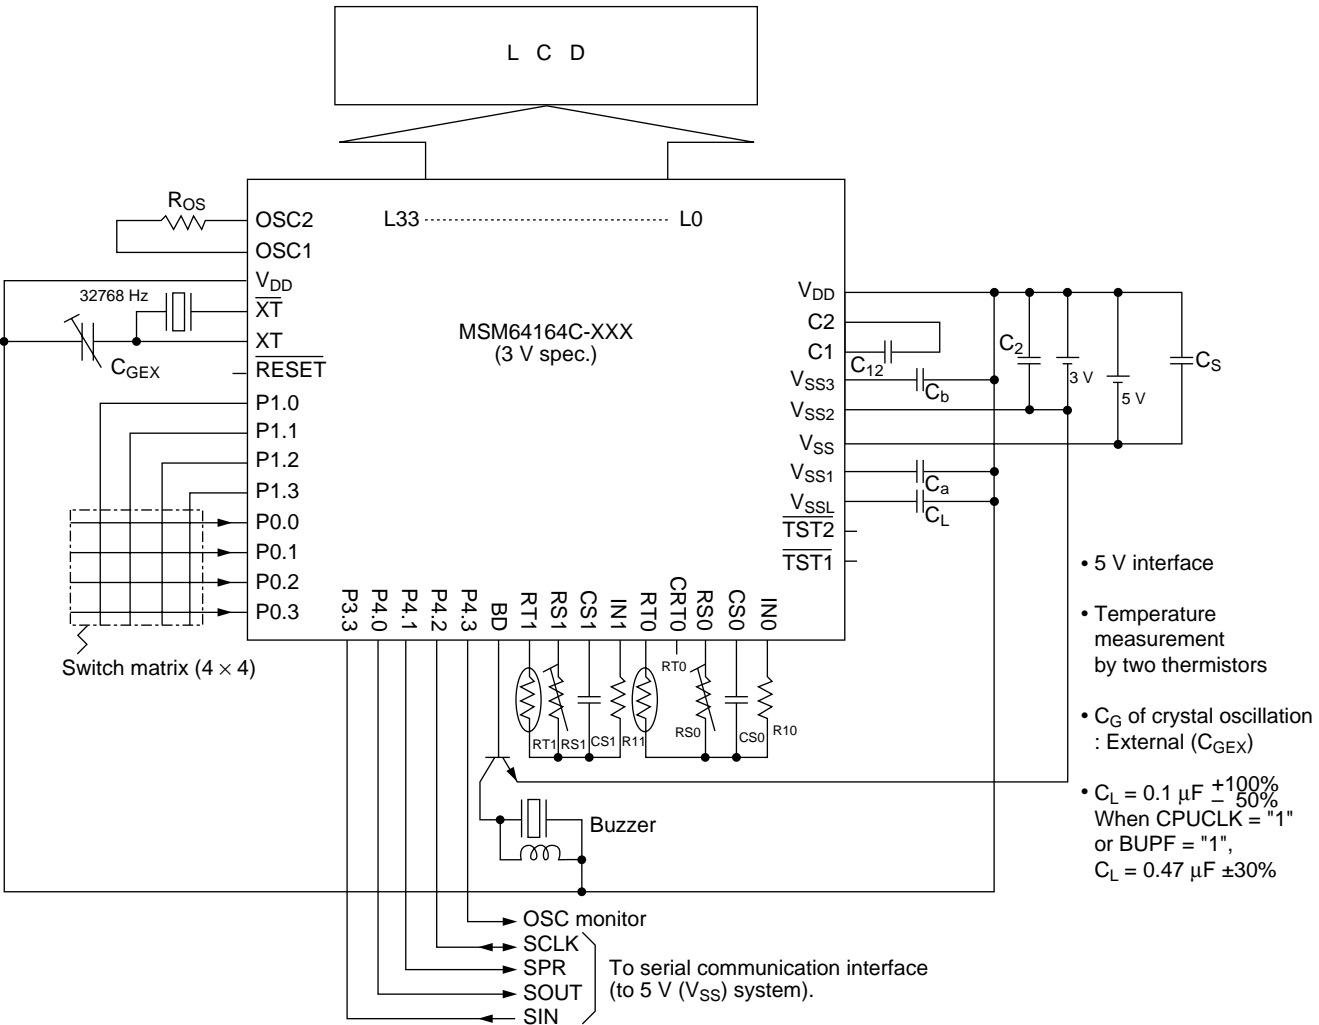 L C D
L33 L0
ROS
OSC2
OSC1
VDD
32768 Hz
XT
XT
CGEX
RESET
P1.0
P1.1
P1.2
P1.3
P0.0
P0.1
P0.2
P0.3
Switch matrix (4 × 4)
MSM64164C-XXX
(3 V spec.)
VDD
C2
C1
C12
VSS3
Cb
VSS2
VSS
VSS1
Ca
VSSL
CL
TST2
TST1
C2
3 V
5 V
CS
P3.3
P4.0
P4.1
P4.2
P4.3
BD
RT1
RS1
CS1
IN1
RT0
CRT0
RS0
CS0
IN0
RT1
RS1
CS1
R11
RT0
RS0
CS0
R10
Buzzer
• 5 V interface
• Temperature
measurement
by two thermistors
• CG of crystal oscillation
: External (CGEX)
• CL = 0.1 μF +100% – 50%
When CPUCLK = "1"
or BUPF = "1",
CL = 0.47 μF ±30%
OSC monitor
SCLK
SPR
SOUT
SIN
To serial communication interface
(to 5 V (VSS) system).